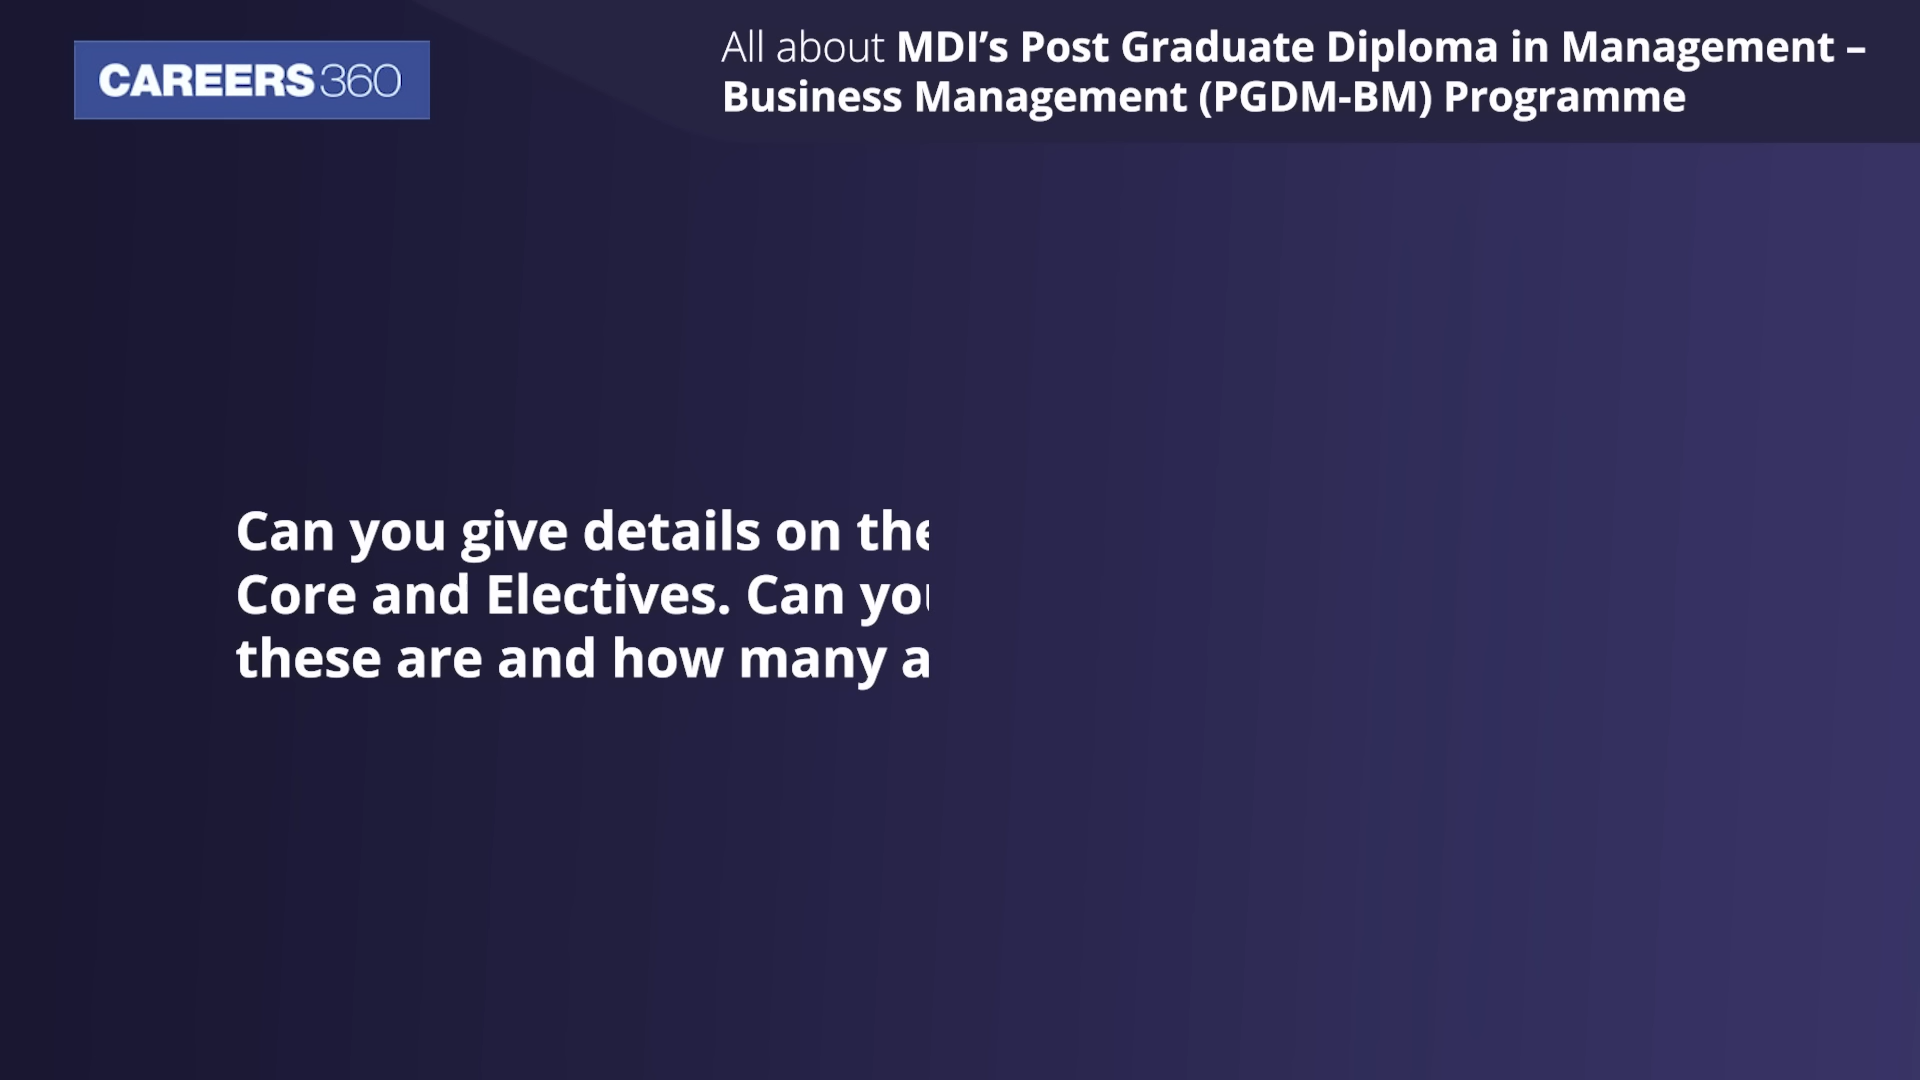 CAREERS360
All about MDI’s Post Graduate Diploma in Management –
Business Management (PGDM-BM) Programme
Can you give details on the
Core and Electives. Can you
these are and how many a